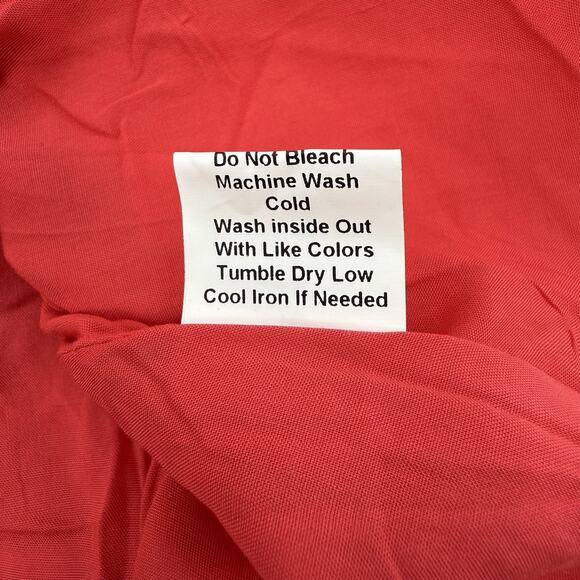 Do Not Bleach
Machine Wash
Cold
Wash inside Out
With Like Colors
Tumble Dry Low
Cool Iron If Needed